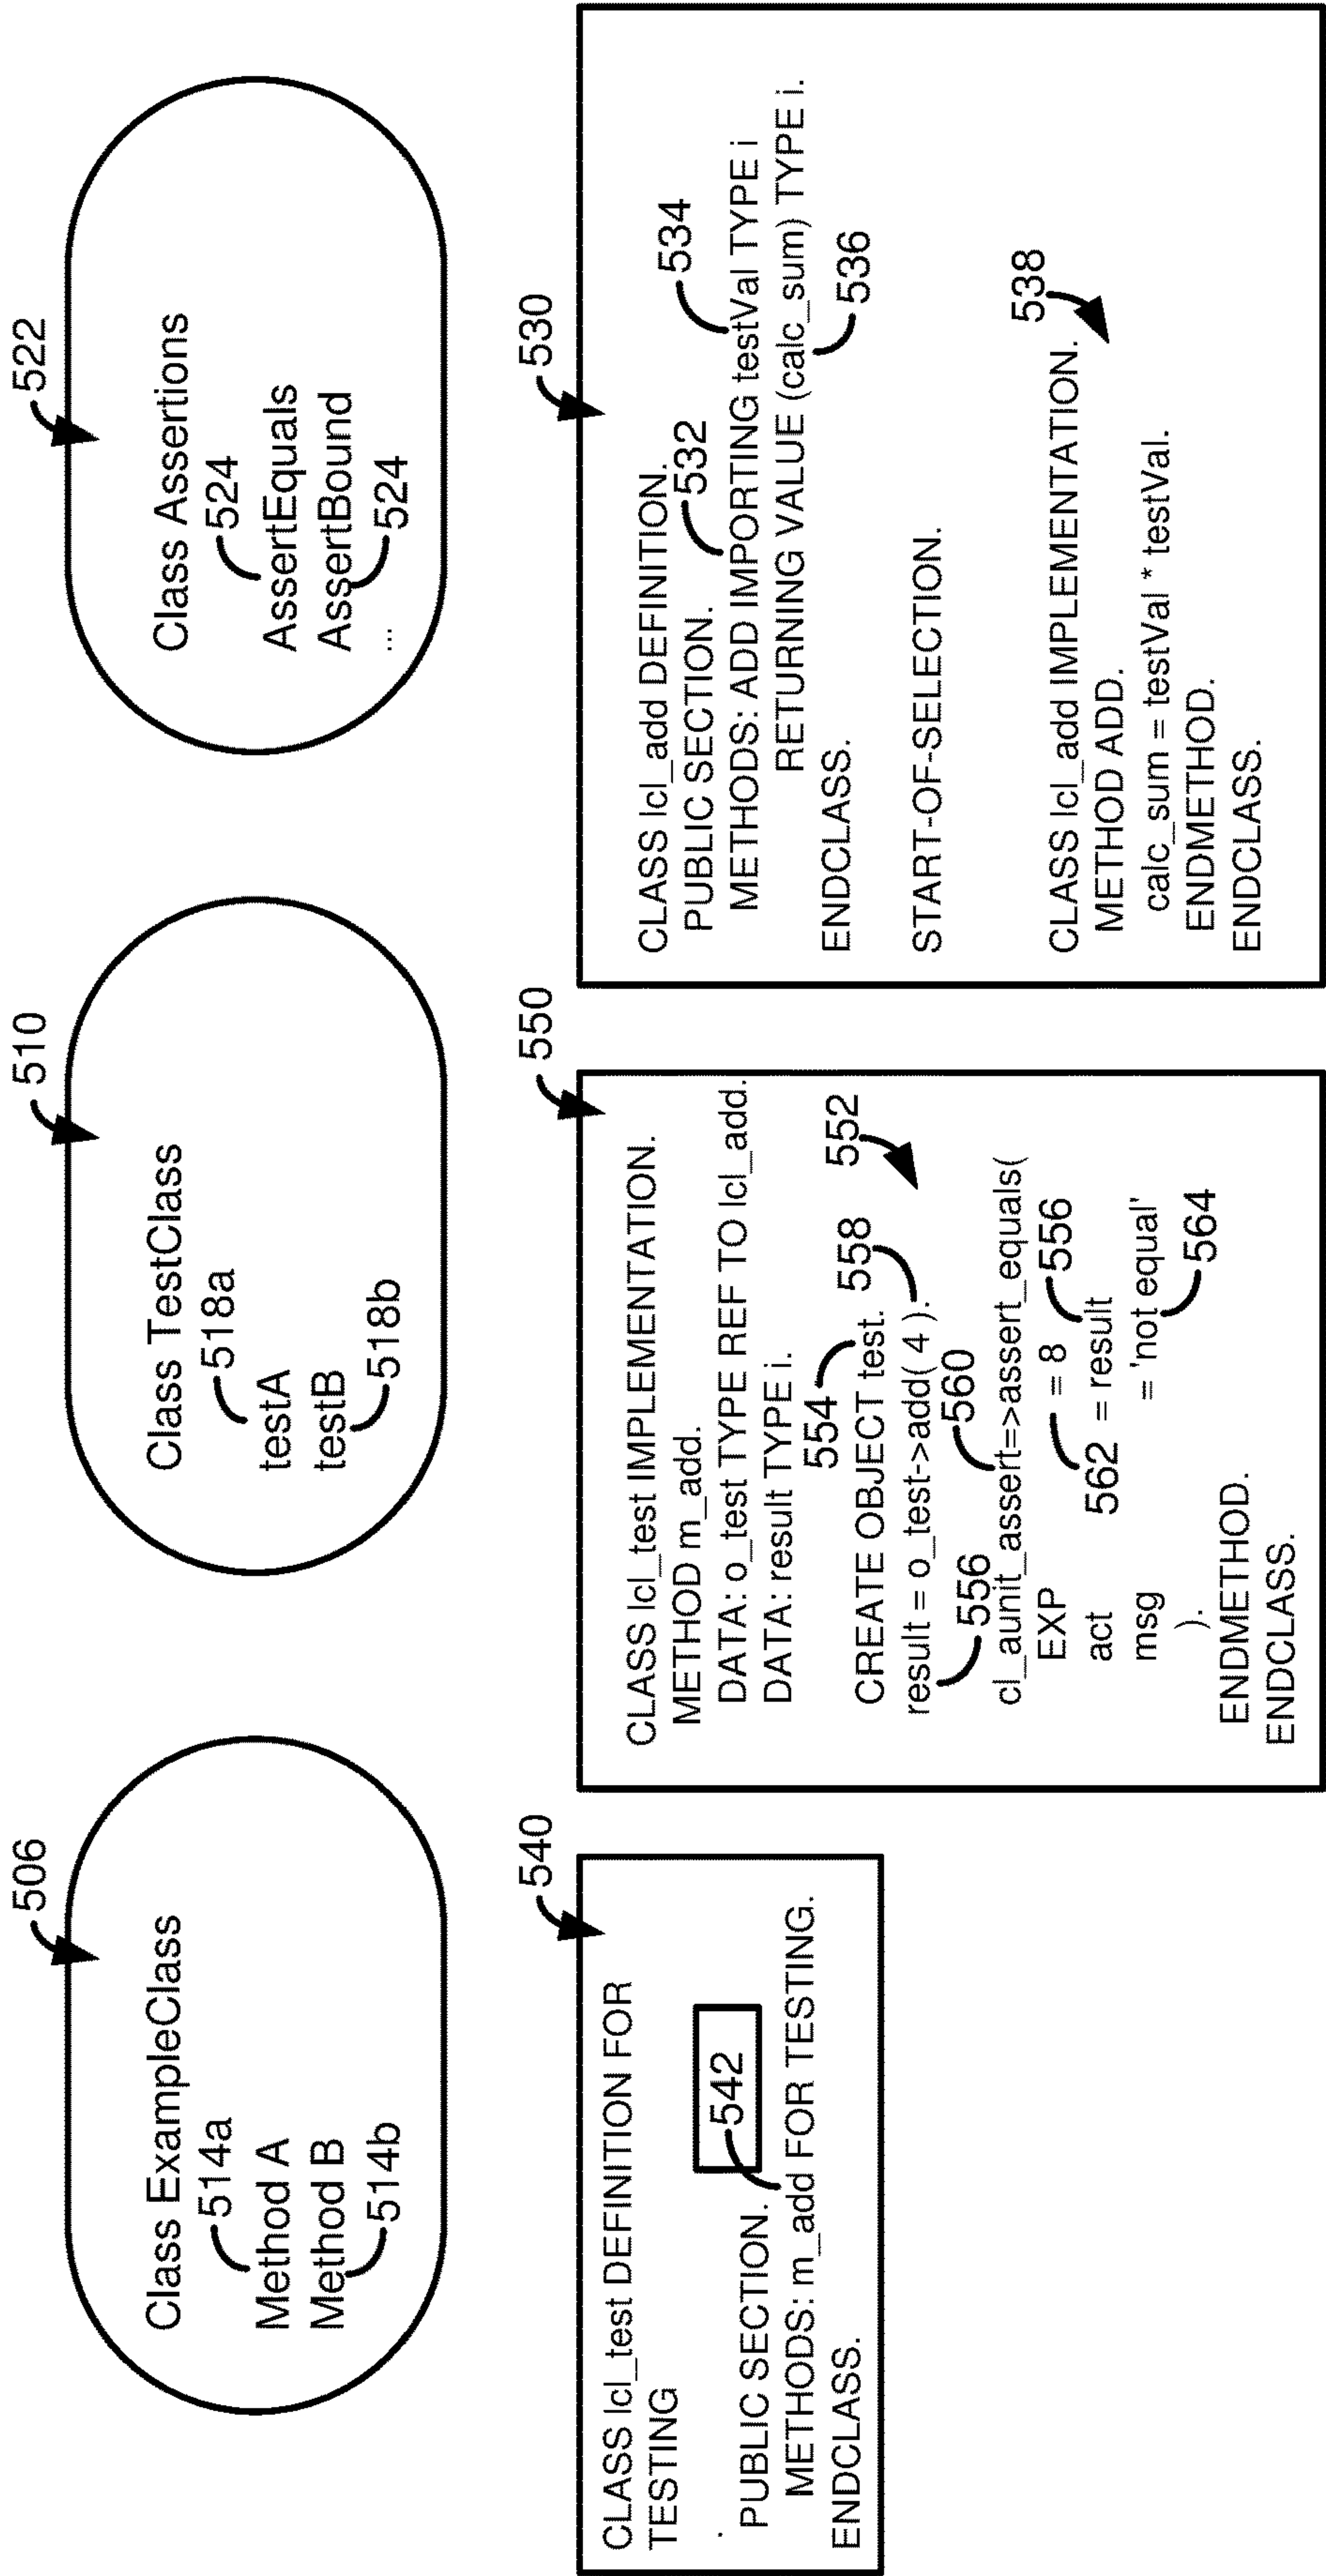 506
Class ExampleClass
514a
Method A
Method B
514b
510
Class TestClass
518a
testA
testB
518b
522
Class Assertions
524
AssertEquals
AssertBound
... 524
540
CLASS lcl_test DEFINITION FOR
TESTING
.
542
PUBLIC SECTION.
METHODS: m_add FOR TESTING.
ENDCLASS.
550
CLASS lcl_test IMPLEMENTATION.
METHOD m_add.
DATA: o_test TYPE REF TO lcl_add.
DATA: result TYPE i.
554
CREATE OBJECT test. 558 552
result = o_test->add( 4 ).
556 560
cl_aunit_assert=>assert_equals(
EXP = 8
562 556
act = result
msg = 'not equal'
). 564
ENDMETHOD.
ENDCLASS.
530
CLASS lcl_add DEFINITION.
PUBLIC SECTION. 532 534
METHODS: ADD IMPORTING testVal TYPE i
RETURNING VALUE (calc_sum) TYPE i.
ENDCLASS. 536
START-OF-SELECTION.
538
CLASS lcl_add IMPLEMENTATION.
METHOD ADD.
calc_sum = testVal * testVal.
ENDMETHOD.
ENDCLASS.